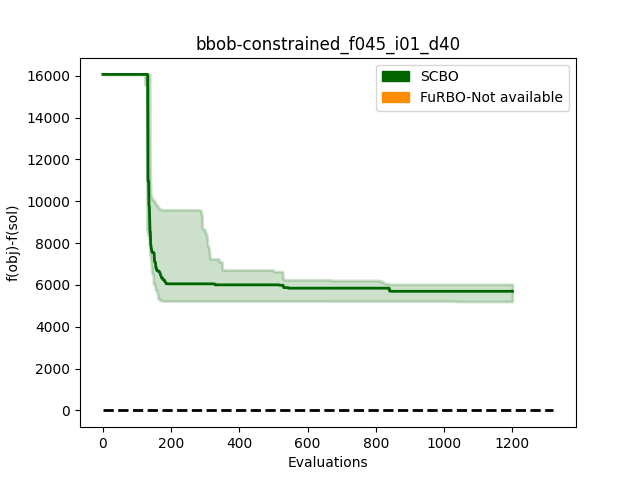 bbob-constrained_f045_i01_d40
SCBO
FuRBO-Not available
16000
14000
12000
10000
8000
6000
4000
2000
0
f(obj)-f(sol)
0 200 400 600 800 1000 1200
Evaluations